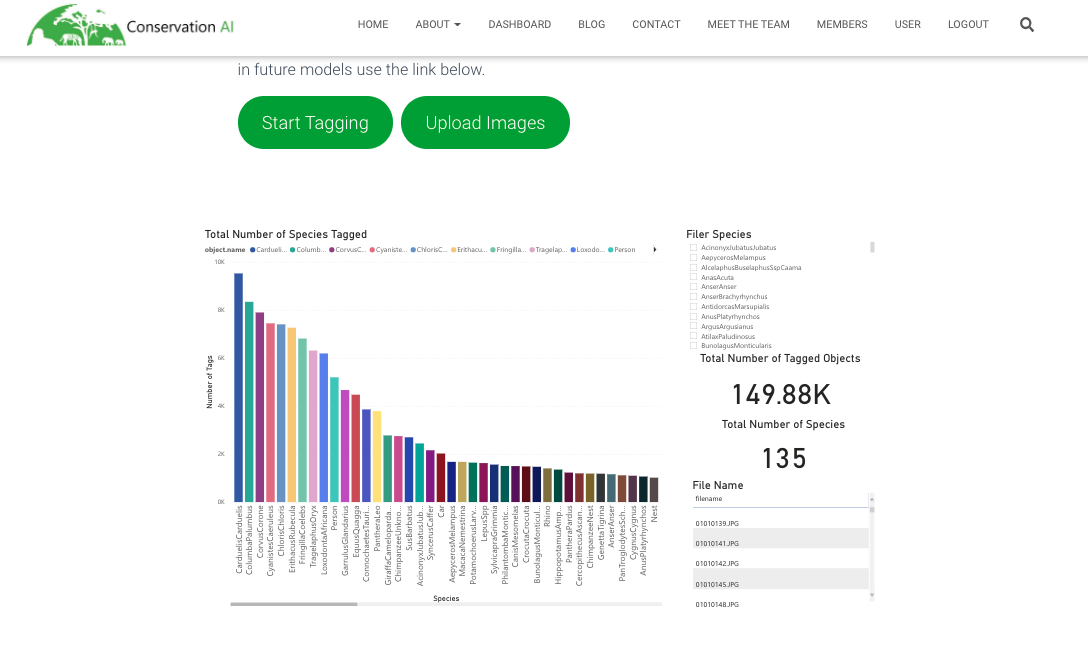 Conservation AI
HOME ABOUT DASHBOARD BLOG CONTACT MEET THE TEAM MEMBERS USER LOGOUT
in future models use the link below.
Start Tagging Upload Images
Total Number of Species Tagged
object.name Cardueli... Columb... CorvusC... Cyaniste... ChlorisC... Erithacu... Fringilla... Tragelap... Loxodo... Person
10K
8K
6K
4K
2K
0K
Number of Tags
CarduelisCarduelis
ColumbaPalumbus
CorvusCorone
CyanistesCaeruleus
ChlorisChloris
ErithacusRubecula
FringillaCoelebs
TragelaphusOryx
LoxodontaAfricana
Person
GarrulusGlandarius
EquusQuagga
ConnochaetesTauri...
PantheraLeo
GiraffaCameloparda...
ChimpanzeeUnkno...
SusBarbatus
AcinonyxJubatusJub...
SyncerusCaffer
Car
AepycerosMelampus
MacacaNemestrina
PotamochoerusLarv...
LepusSpp
SylvicapraGrimmia
PhilantombaMontic...
CanisMesomelas
CrocutaCrocuta
BunolagusMonticul...
Rhino
HippopotamusAmp...
PantheraPardus
CercopithecusAscan...
ChimpanzeeNest
GenettaTigrina
AnserAnser
PanTroglodytesSch...
CygnusCygnus
AnusPlatyrhynchos
Nest
Species
Filer Species
AcinonyxJubatusJubatus
AepycerosMelampus
AlcelaphusBuselaphusSspCaama
AnasAcuta
AnserAnser
AnserBrachyrhynchus
AntidorcasMarsupialis
AnusPlatyrhynchos
ArgusArgusianus
AtilaxPaludinosus
BunolagusMonticularis
Total Number of Tagged Objects
149.88K
Total Number of Species
135
File Name
filename
01010139.JPG
01010141.JPG
01010142.JPG
01010145.JPG
01010148.JPG